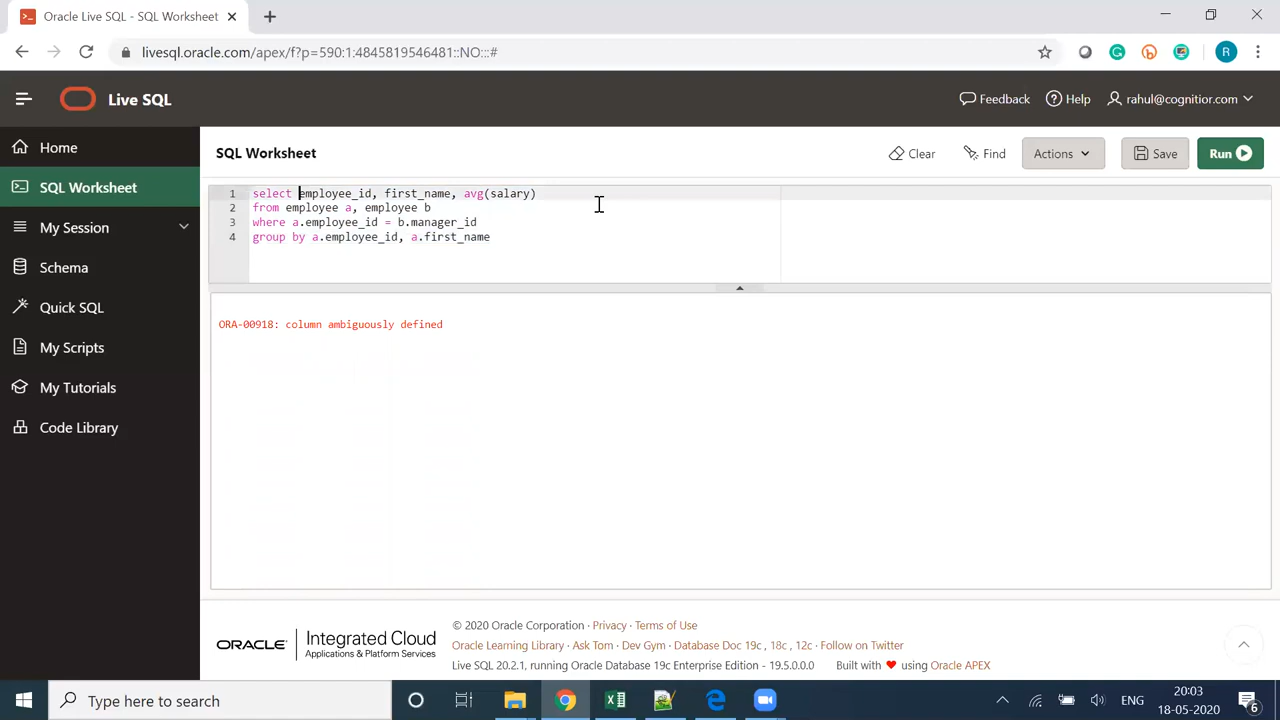 Oracle Live SQL - SQL Worksheet
livesql.oracle.com/apex/f?p=590:1:4845819546481::NO:::#
R
Live SQL
Feedback
Help
rahul@cognitior.com
Home
SQL Worksheet
My Session
Schema
Quick SQL
My Scripts
My Tutorials
Code Library
SQL Worksheet
Clear
Find
Actions
Save
Run
1 select employee_id, first_name, avg(salary)
2 from employee a, employee b
3 where a.employee_id = b.manager_id
4 group by a.employee_id, a.first_name
ORA-00918: column ambiguously defined
ORACLE
Integrated Cloud
Applications & Platform Services
© 2020 Oracle Corporation · Privacy · Terms of Use
Oracle Learning Library · Ask Tom · Dev Gym · Database Doc 19c , 18c , 12c · Follow on Twitter
Live SQL 20.2.1, running Oracle Database 19c Enterprise Edition - 19.5.0.0.0 Built with ♥ using Oracle APEX
Type here to search
ENG
20:03
18-05-2020
6